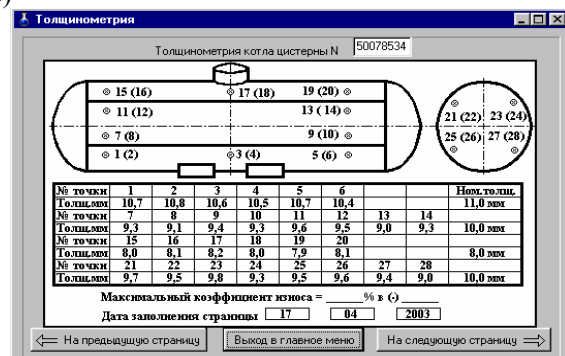 )
Толщинометрия
Толщинометрия котла цистерны N 50078534
15 (16) 17 (18) 19 (20)
11 (12) 13 ( 14)
21 (22) 23 (24)
7 (8) 9 (10)
25 (26) 27 (28)
1 (2) 3 (4) 5 (6)
№ точки 1 2 3 4 5 6 Ном.толщ.
Толщ.мм 10,7 10,8 10,6 10,5 10,7 10,4 11,0 мм
№ точки 7 8 9 10 11 12 13 14
Толщ.мм 9,3 9,1 9,4 9,3 9,6 9,5 9,0 9,3 10,0 мм
№ точки 15 16 17 18 19 20
Толщ.мм 8,0 8,1 8,2 8,0 7,9 8,1 8,0 мм
№ точки 21 22 23 24 25 26 27 28
Толщ.мм 9,7 9,5 9,8 9,3 9,5 9,6 9,4 9,0 10,0 мм
Максимальный коэффициент износа = _____% в (-) _____
Дата заполнения страницы 17 04 2003
На предыдущую страницу Выход в главное меню На следующую страницу